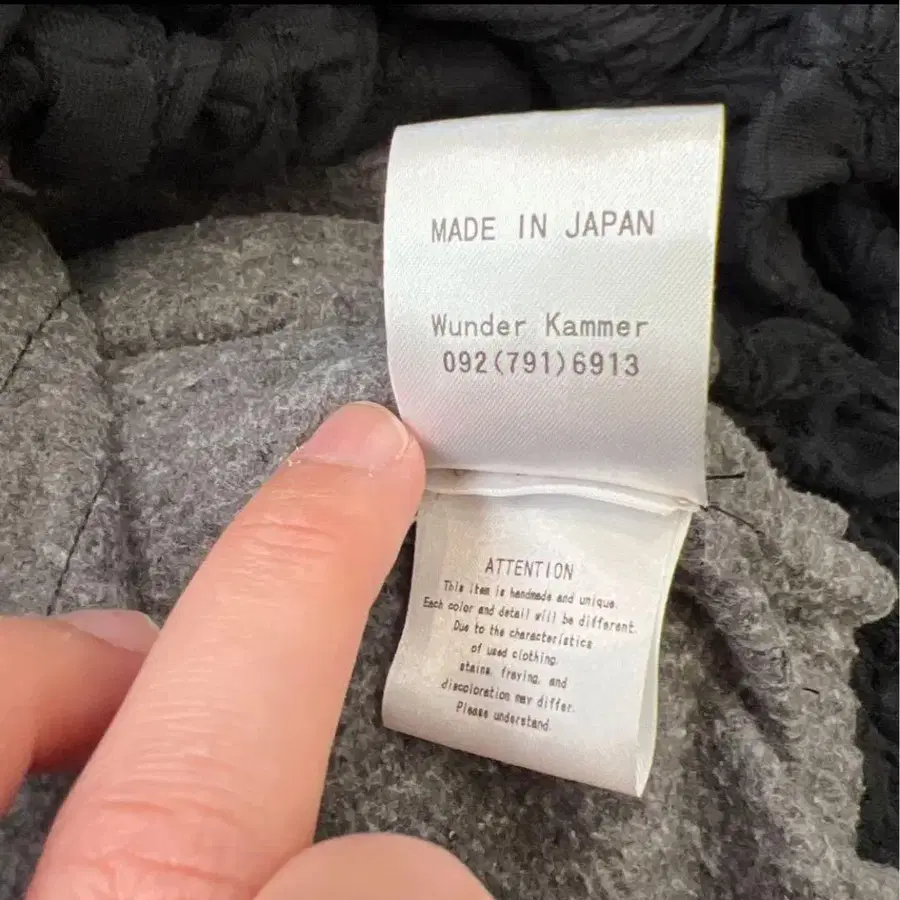 MADE IN JAPAN
Wunder Kammer
092(791)6913
ATTENTION
This item is handmade and unique.
Each color and detail will be different.
Due to the characteristics
of used clothing,
stains, fraying, and
discoloration may differ.
Please understand.